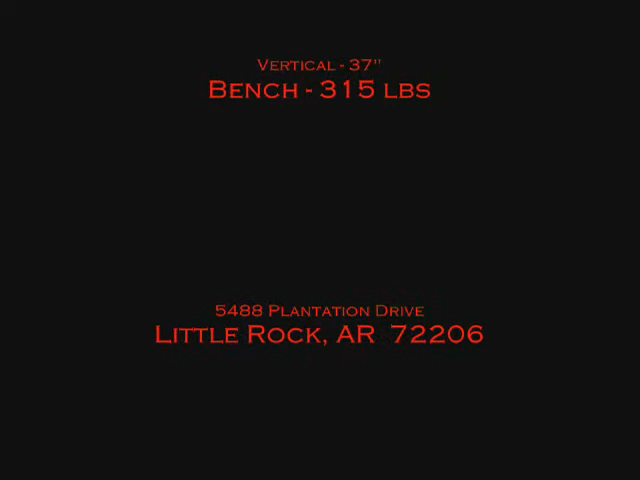 Vertical - 37"
Bench - 315 lbs
5488 Plantation Drive
Little Rock, AR 72206